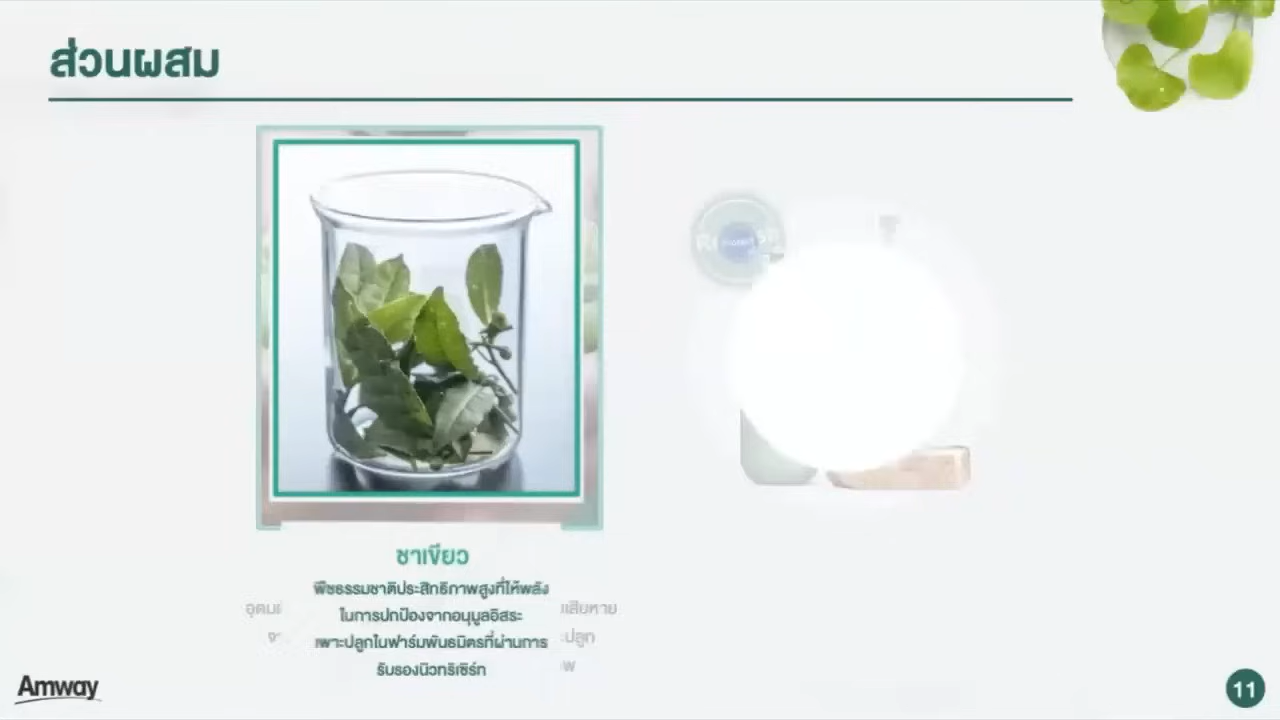 ส่วนผสม
ชาเขียว
พืชธรรมชาติประสิทธิภาพสูงที่ให้พลัง
ในการปกป้องจากอนุมูลอิสระ
เพาะปลูกในฟาร์มพันธมิตรที่ผ่านการ
รับรองนิวทริเซิร์ท
Amway
11